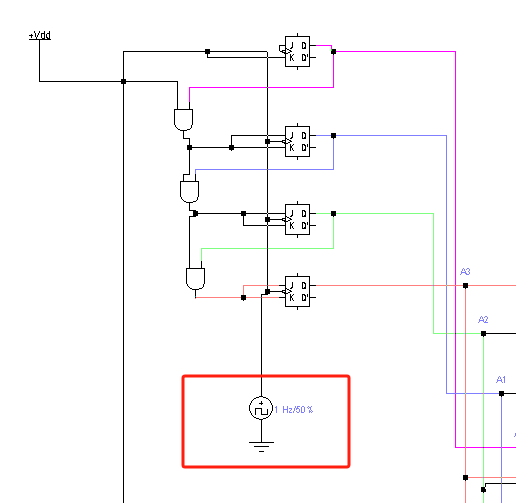 +Vdd
J Q
K Q'
J Q
K Q'
J Q
K Q'
J Q
K Q'
A3
A2
A1
1 Hz/50%